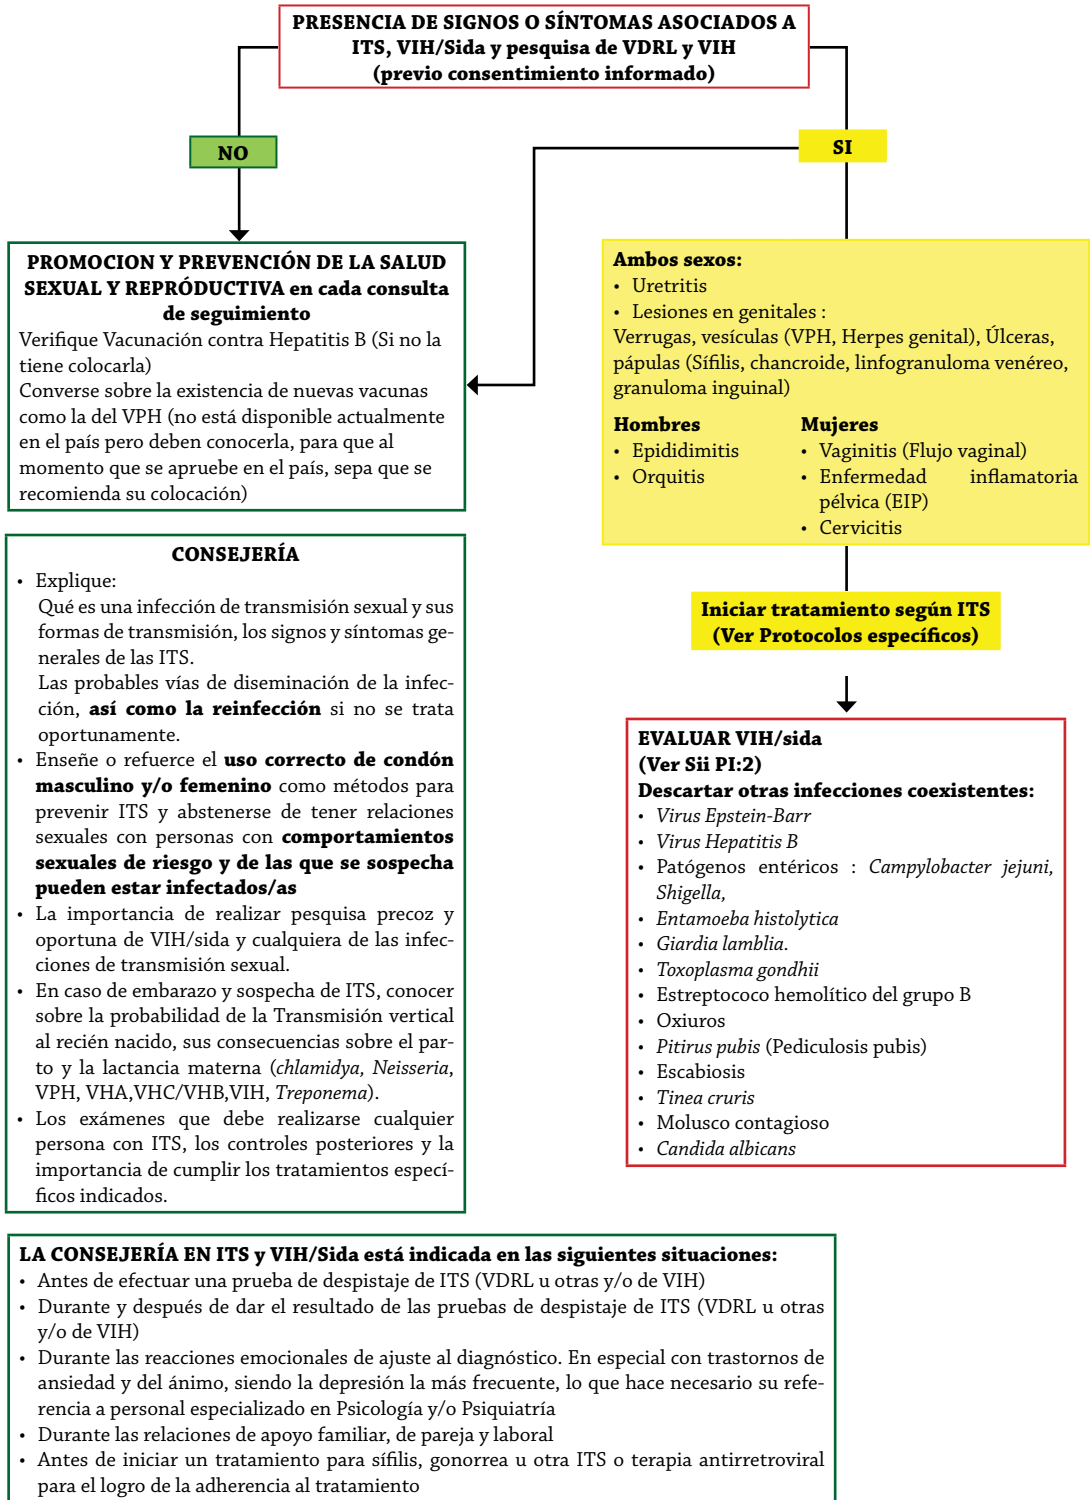 PRESENCIA DE SIGNOS O SÍNTOMAS ASOCIADOS A
ITS, VIH/Sida y pesquisa de VDRL y VIH
(previo consentimiento informado)
NO
SI
PROMOCION Y PREVENCIÓN DE LA SALUD
SEXUAL Y REPRÓDUCTIVA en cada consulta
de seguimiento
Verifique Vacunación contra Hepatitis B (Si no la
tiene colocarla)
Converse sobre la existencia de nuevas vacunas
como la del VPH (no está disponible actualmente
en el país pero deben conocerla, para que al
momento que se apruebe en el país, sepa que se
recomienda su colocación)
Ambos sexos:
• Uretritis
• Lesiones en genitales :
Verrugas, vesículas (VPH, Herpes genital), Úlceras,
pápulas (Sífilis, chancroide, linfogranuloma venéreo,
granuloma inguinal)
Hombres
• Epididimitis
• Orquitis
Mujeres
• Vaginitis (Flujo vaginal)
• Enfermedad inflamatoria
pélvica (EIP)
• Cervicitis
CONSEJERÍA
• Explique:
Qué es una infección de transmisión sexual y sus
formas de transmisión, los signos y síntomas ge-
nerales de las ITS.
Las probables vías de diseminación de la infec-
ción, así como la reinfección si no se trata
oportunamente.
• Enseñe o refuerce el uso correcto de condón
masculino y/o femenino como métodos para
prevenir ITS y abstenerse de tener relaciones
sexuales con personas con comportamientos
sexuales de riesgo y de las que se sospecha
pueden estar infectados/as
• La importancia de realizar pesquisa precoz y
oportuna de VIH/sida y cualquiera de las infec-
ciones de transmisión sexual.
• En caso de embarazo y sospecha de ITS, conocer
sobre la probabilidad de la Transmisión vertical
al recién nacido, sus consecuencias sobre el par-
to y la lactancia materna (chlamidya, Neisseria,
VPH, VHA,VHC/VHB,VIH, Treponema).
• Los exámenes que debe realizarse cualquier
persona con ITS, los controles posteriores y la
importancia de cumplir los tratamientos especí-
ficos indicados.
Iniciar tratamiento según ITS
(Ver Protocolos específicos)
EVALUAR VIH/sida
(Ver Sii PI:2)
Descartar otras infecciones coexistentes:
• Virus Epstein-Barr
• Virus Hepatitis B
• Patógenos entéricos : Campylobacter jejuni,
Shigella,
• Entamoeba histolytica
• Giardia lamblia.
• Toxoplasma gondhii
• Estreptococo hemolítico del grupo B
• Oxiuros
• Pitirus pubis (Pediculosis pubis)
• Escabiosis
• Tinea cruris
• Molusco contagioso
• Candida albicans
LA CONSEJERÍA EN ITS y VIH/Sida está indicada en las siguientes situaciones:
• Antes de efectuar una prueba de despistaje de ITS (VDRL u otras y/o de VIH)
• Durante y después de dar el resultado de las pruebas de despistaje de ITS (VDRL u otras
y/o de VIH)
• Durante las reacciones emocionales de ajuste al diagnóstico. En especial con trastornos de
ansiedad y del ánimo, siendo la depresión la más frecuente, lo que hace necesario su refe-
rencia a personal especializado en Psicología y/o Psiquiatría
• Durante las relaciones de apoyo familiar, de pareja y laboral
• Antes de iniciar un tratamiento para sífilis, gonorrea u otra ITS o terapia antirretroviral
para el logro de la adherencia al tratamiento